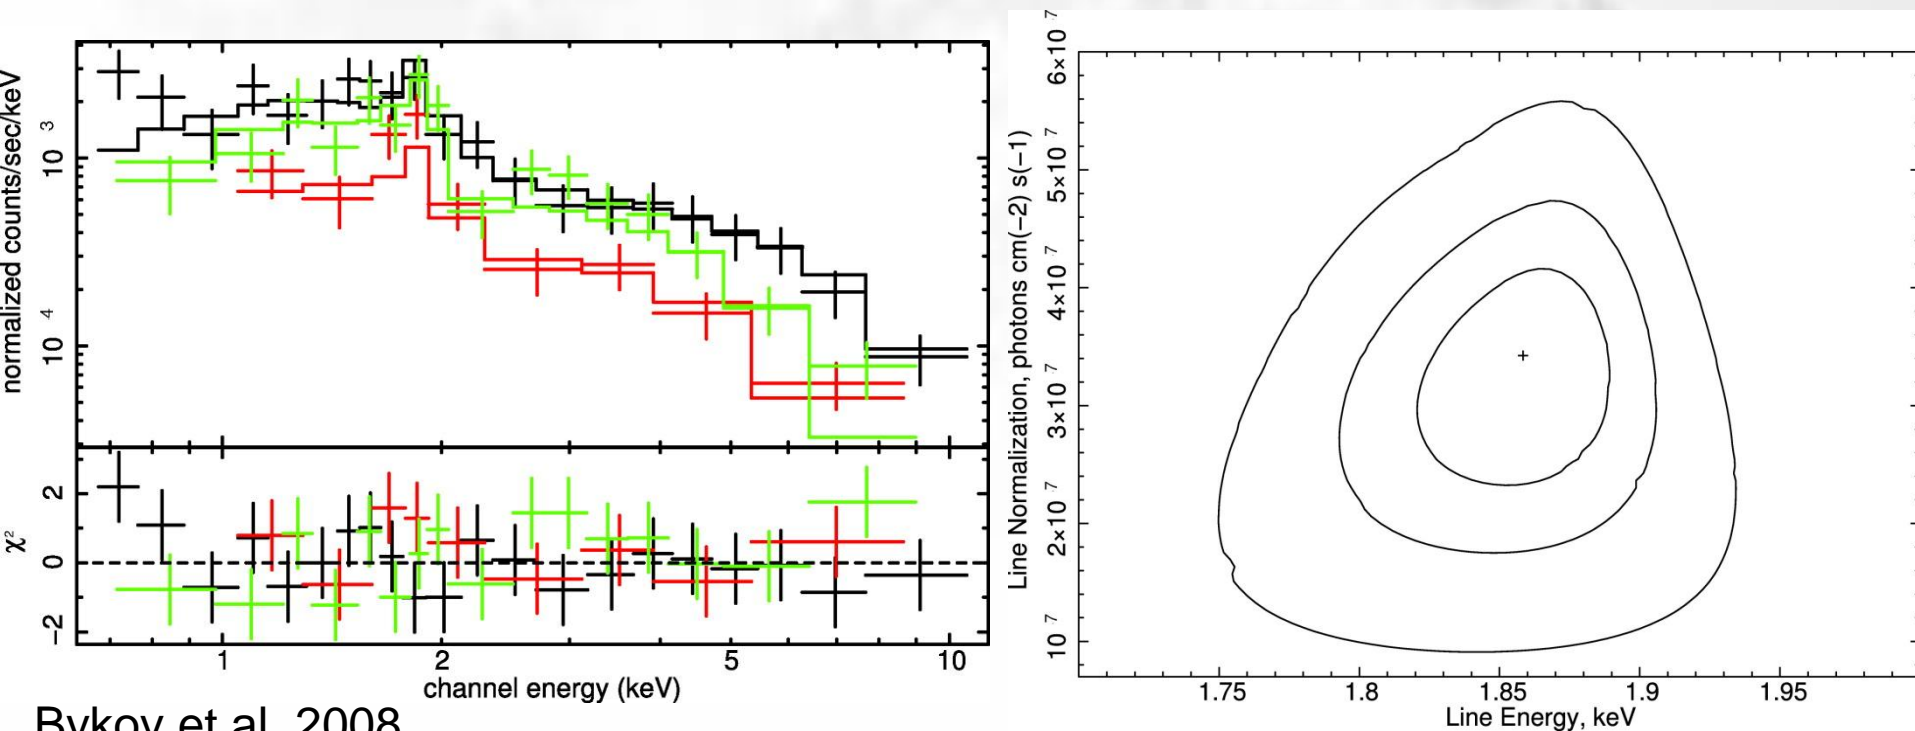 normalized counts/sec/keV
10 3
10 4
2
0
−2
χ²
1 2 5 10
channel energy (keV)
Bykov et al. 2008
Line Normalization, photons cm(−2) s(−1)
6×10 7
5×10 7
4×10 7
3×10 7
2×10 7
10 7
1.75 1.8 1.85 1.9 1.95
Line Energy, keV